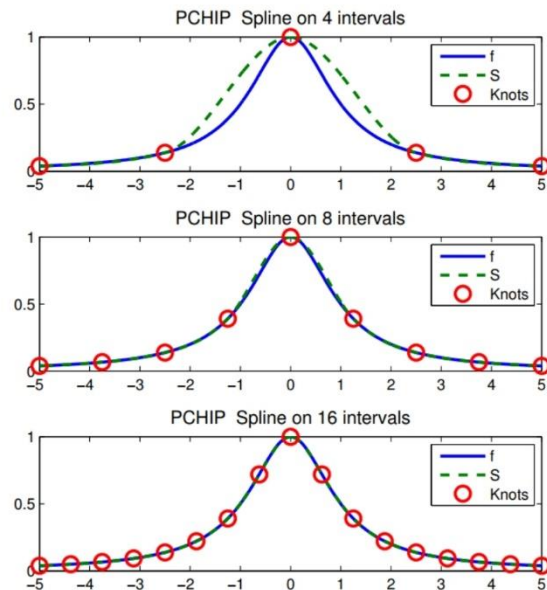 PCHIP Spline on 4 intervals
1
0.5
0
-5 -4 -3 -2 -1 0 1 2 3 4 5
f
S
Knots
PCHIP Spline on 8 intervals
1
0.5
0
-5 -4 -3 -2 -1 0 1 2 3 4 5
f
S
Knots
PCHIP Spline on 16 intervals
1
0.5
0
-5 -4 -3 -2 -1 0 1 2 3 4 5
f
S
Knots